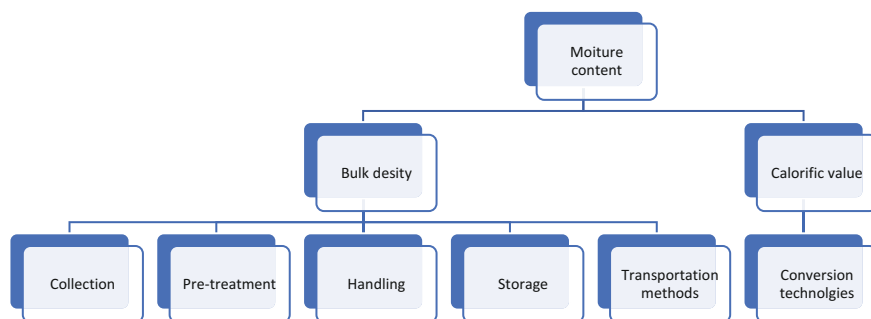 Moiture
content
Bulk desity
Calorific value
Collection
Pre-treatment
Handling
Storage
Transportation
methods
Conversion
technolgies